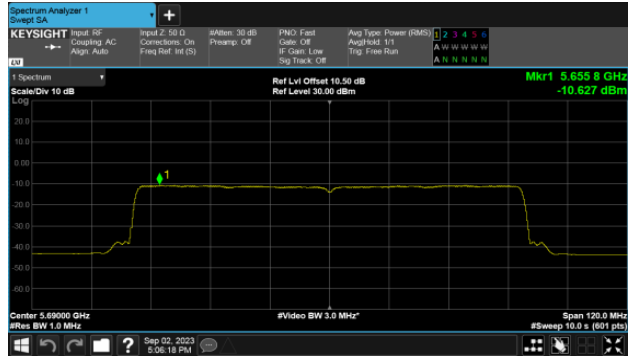 Spectrum Analyzer 1
Swept SA
KEYSIGHT
Input: RF
Coupling: AC
Align: Auto
Input Z: 50 Ω
Corrections: On
Freq Ref: Int (S)
#Atten: 30 dB
Preamp: Off
PNO: Fast
Gate: Off
IF Gain: Low
Sig Track: Off
Avg Type: Power (RMS)
Avg|Hold: 1/1
Trig: Free Run
1 2 3 4 5 6
A W W W W W
A N N N N N
LXI
1 Spectrum
Scale/Div 10 dB
Ref Lvl Offset 10.50 dB
Ref Level 30.00 dBm
Mkr1 5.655 8 GHz
-10.627 dBm
Log
20.0
10.0
0.00
-10.0
-20.0
-30.0
-40.0
-50.0
-60.0
1
Center 5.69000 GHz
#Res BW 1.0 MHz
#Video BW 3.0 MHz*
Span 120.0 MHz
#Sweep 10.0 s (601 pts)
?
Sep 02, 2023
5:06:18 PM